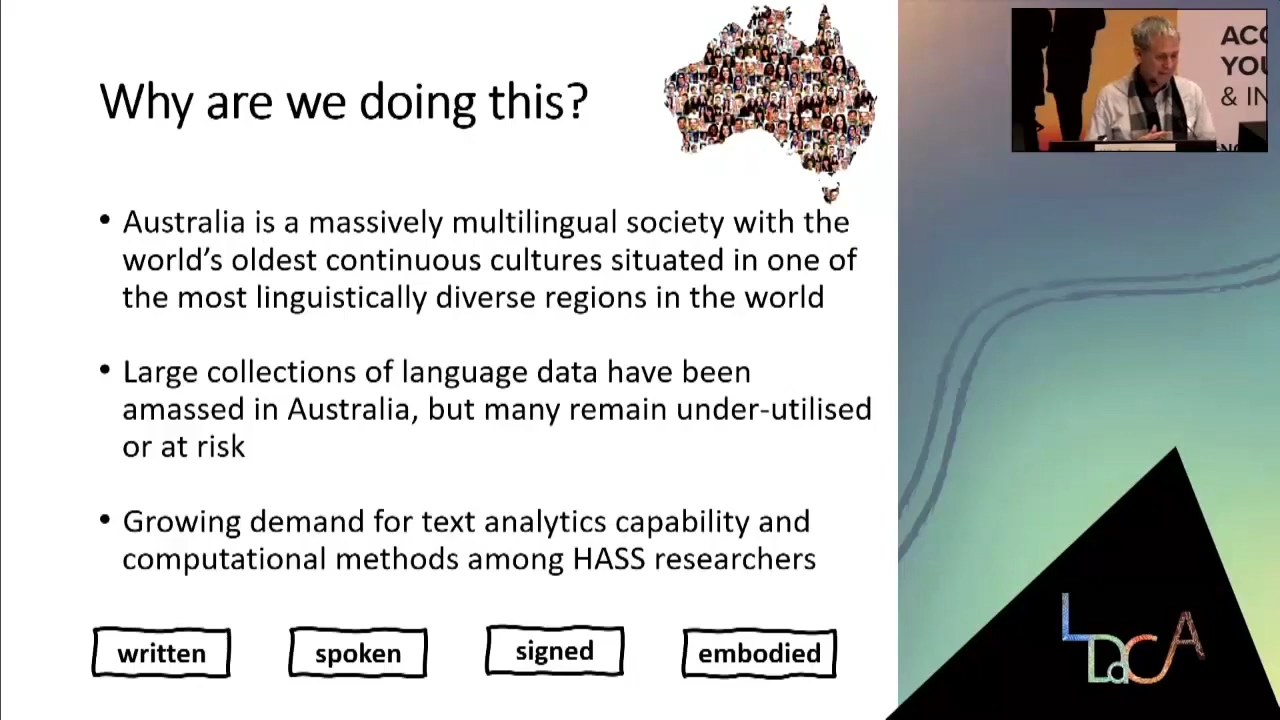 Why are we doing this?
• Australia is a massively multilingual society with the
world's oldest continuous cultures situated in one of
the most linguistically diverse regions in the world
• Large collections of language data have been
amassed in Australia, but many remain under-utilised
or at risk
• Growing demand for text analytics capability and
computational methods among HASS researchers
written spoken signed embodied
ACC
YOU
& IN
LDaCA